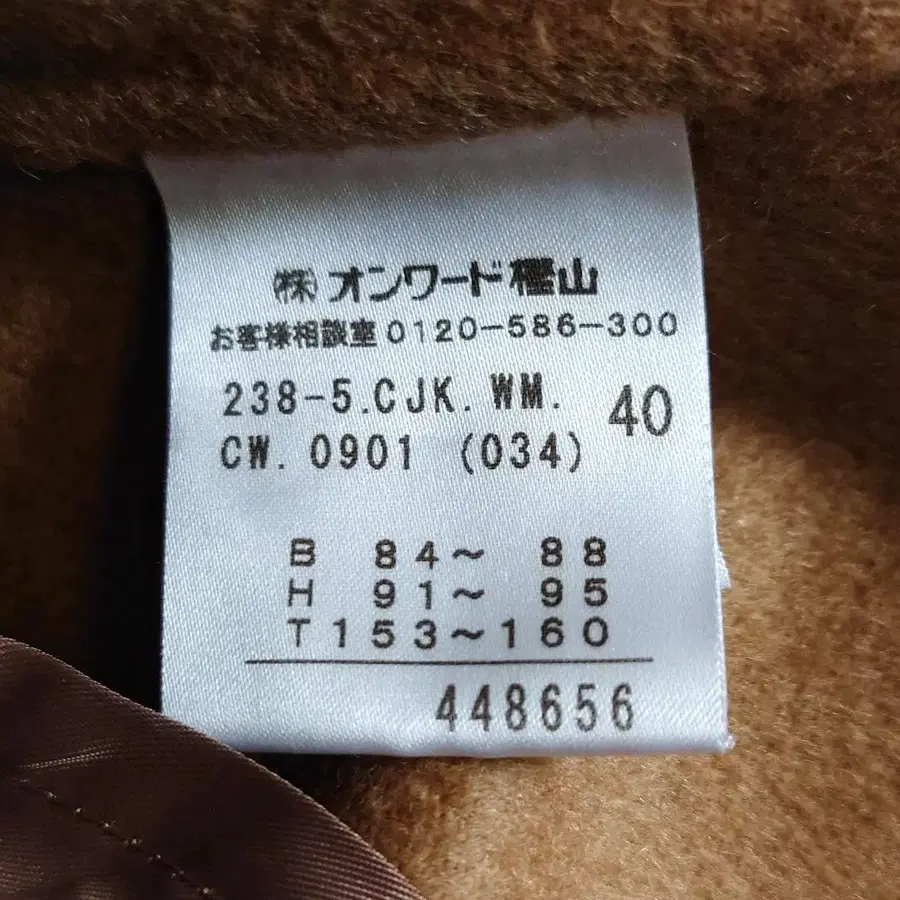 ㈱オンワード樫山
お客様相談室0120-586-300
238-5.CJK.WM.
CW.0901 (034)
40
B 84~ 88
H 91~ 95
T153~160
448656